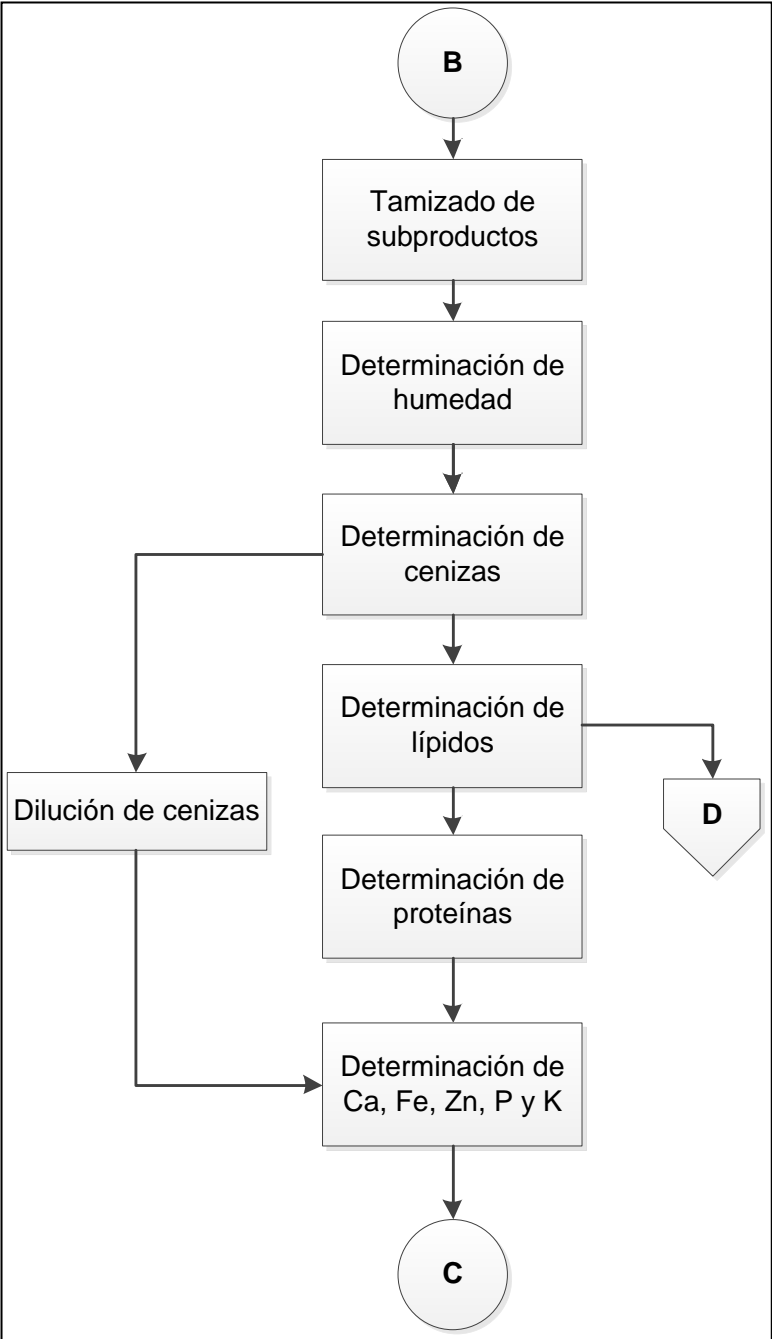 B
Tamizado de
subproductos
Determinación de
humedad
Determinación de
cenizas
Determinación de
lípidos
Dilución de cenizas
D
Determinación de
proteínas
Determinación de
Ca, Fe, Zn, P y K
C